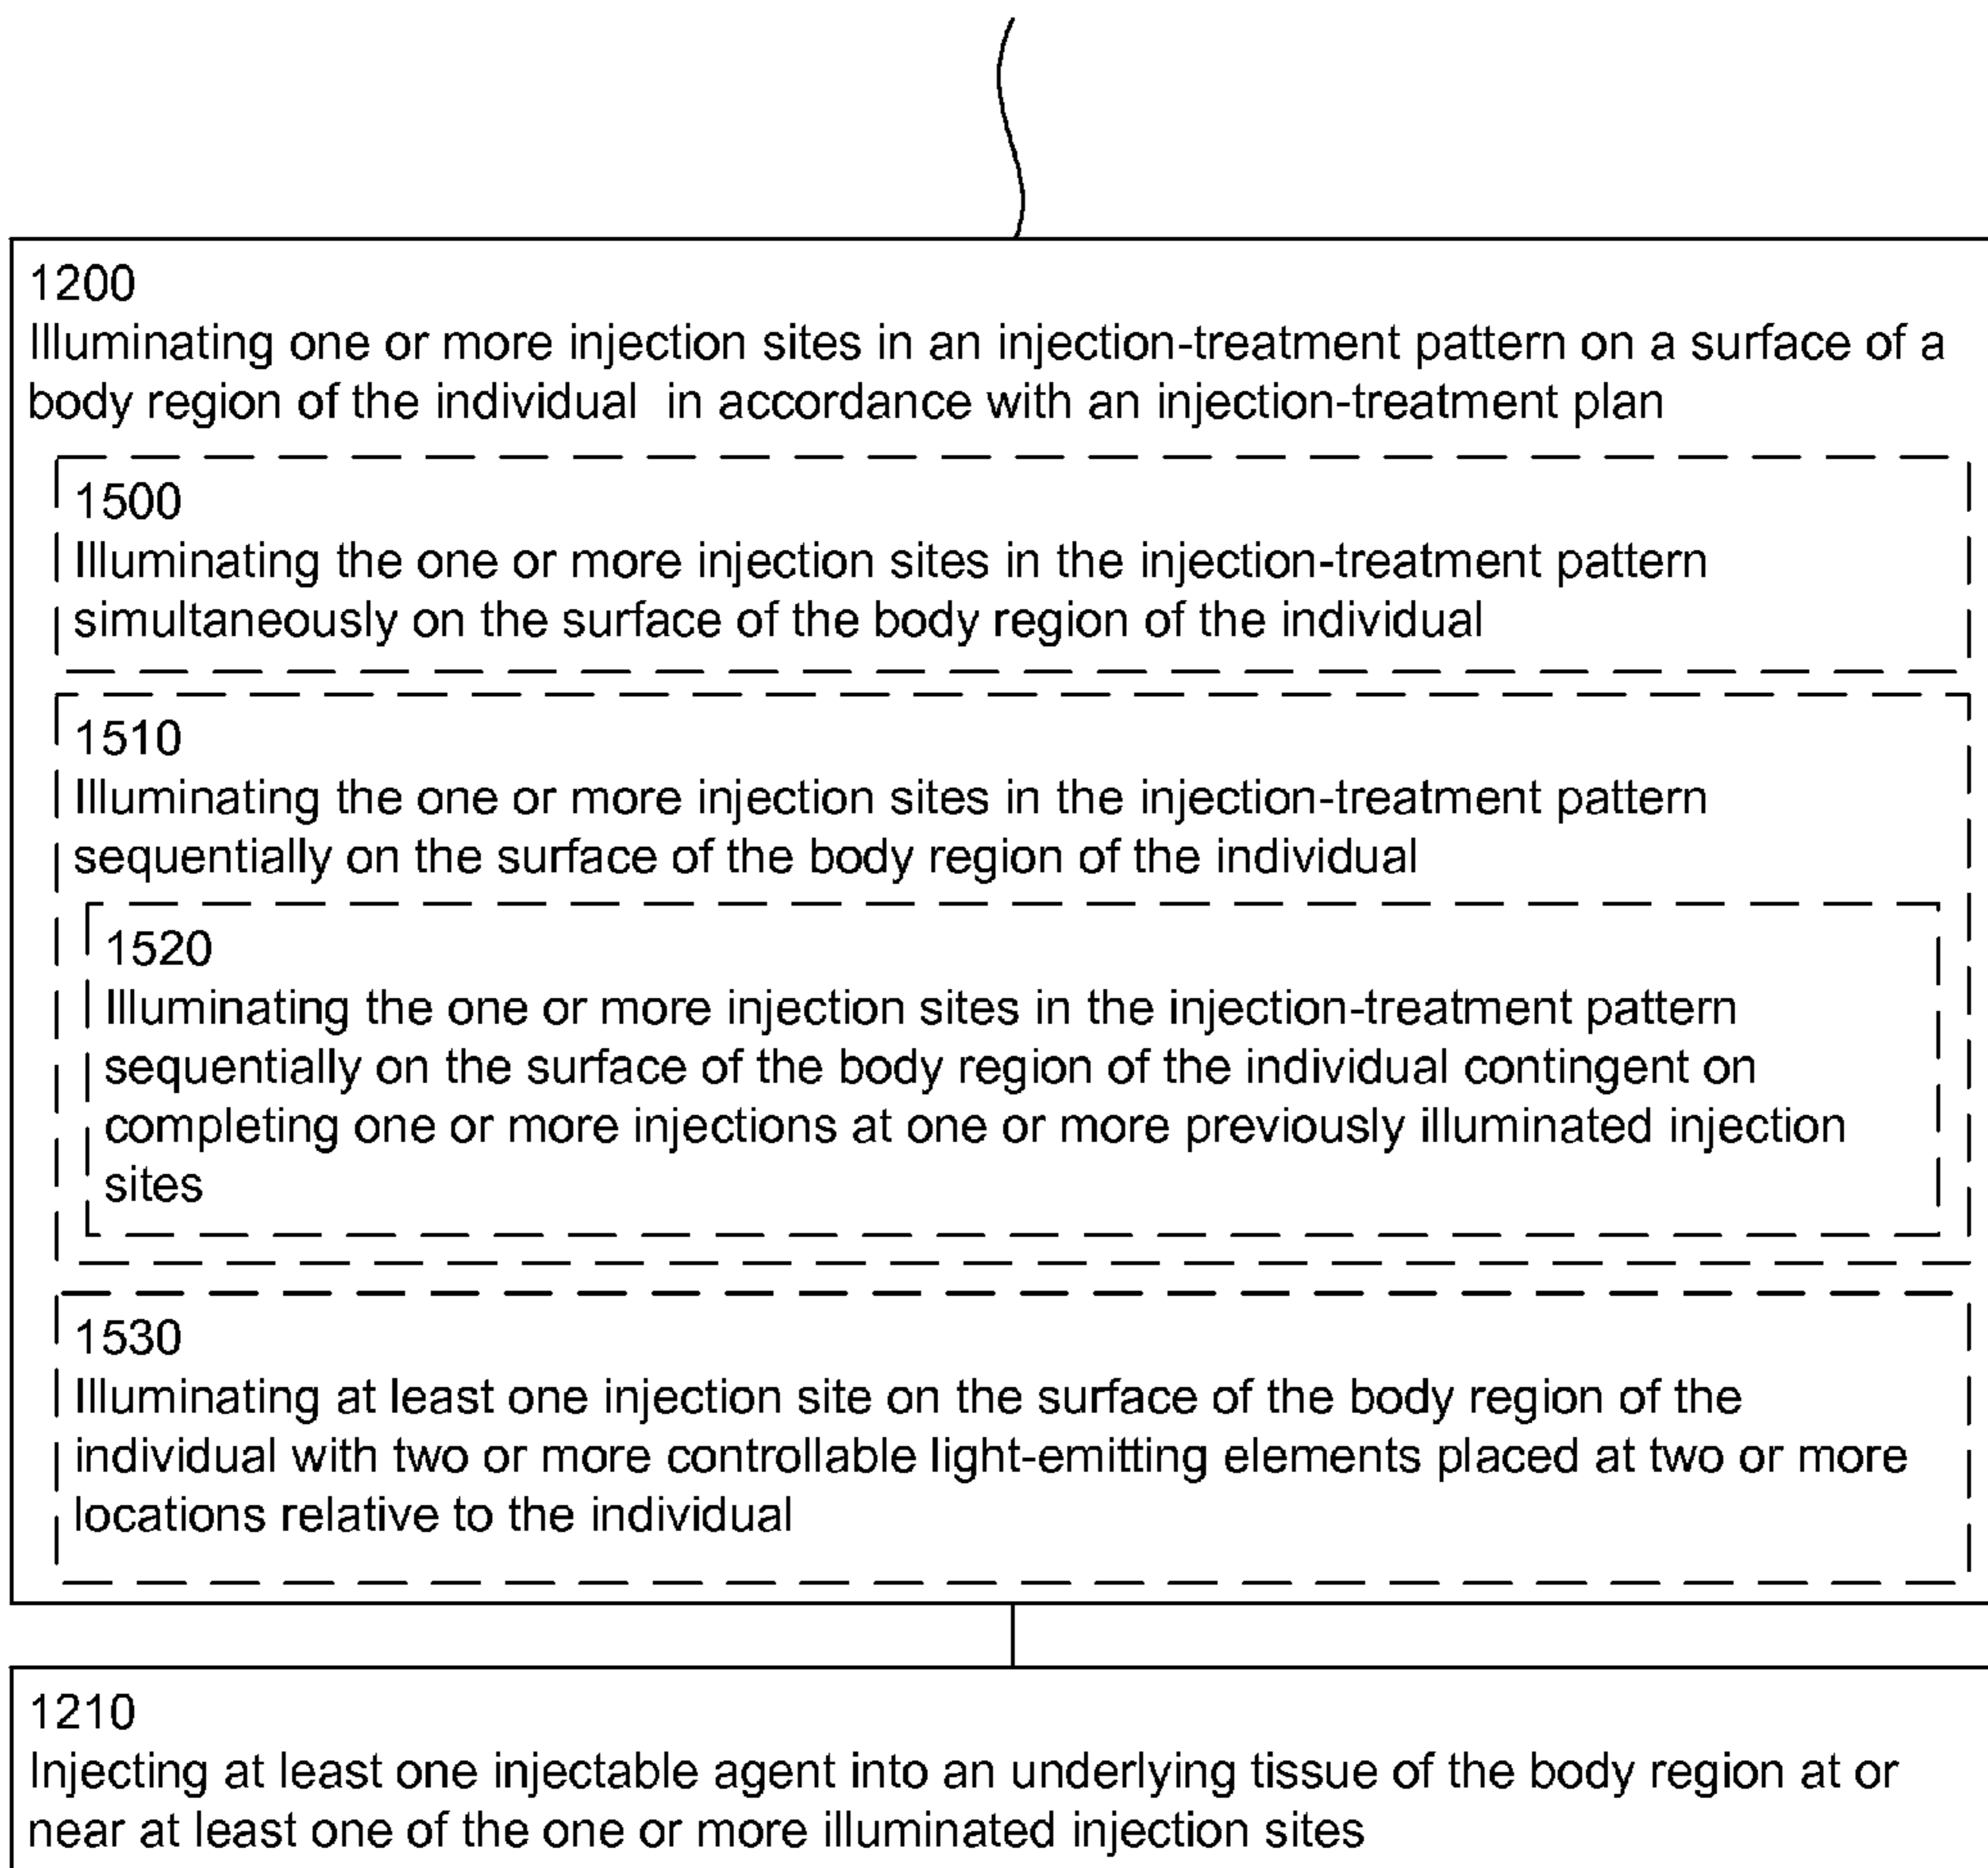 1200
Illuminating one or more injection sites in an injection-treatment pattern on a surface of a
body region of the individual  in accordance with an injection-treatment plan
1500
Illuminating the one or more injection sites in the injection-treatment pattern
simultaneously on the surface of the body region of the individual
1510
Illuminating the one or more injection sites in the injection-treatment pattern
sequentially on the surface of the body region of the individual
1520
Illuminating the one or more injection sites in the injection-treatment pattern
sequentially on the surface of the body region of the individual contingent on
completing one or more injections at one or more previously illuminated injection
sites
1530
Illuminating at least one injection site on the surface of the body region of the
individual with two or more controllable light-emitting elements placed at two or more
locations relative to the individual
1210
Injecting at least one injectable agent into an underlying tissue of the body region at or
near at least one of the one or more illuminated injection sites